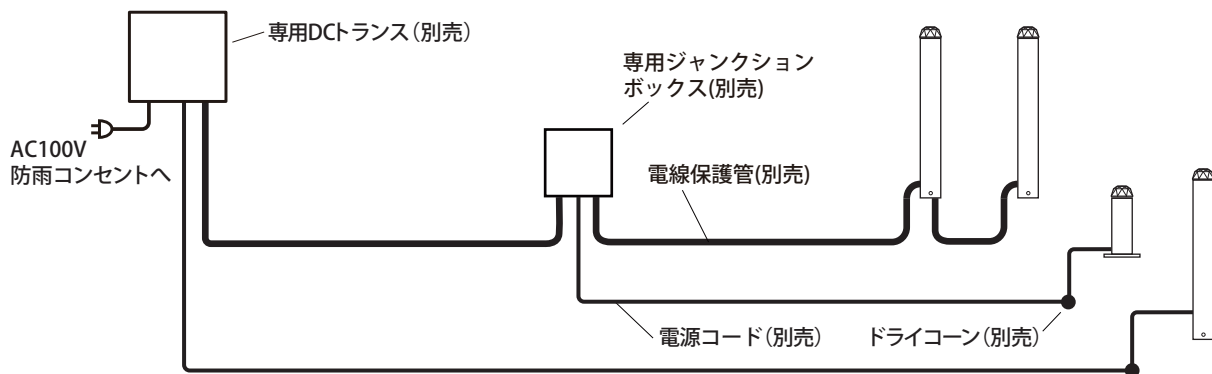 専用DCトランス（別売）
専用ジャンクション
ボックス(別売)
AC100V
防雨コンセントへ
電線保護管(別売)
電源コード（別売）
ドライコーン（別売）